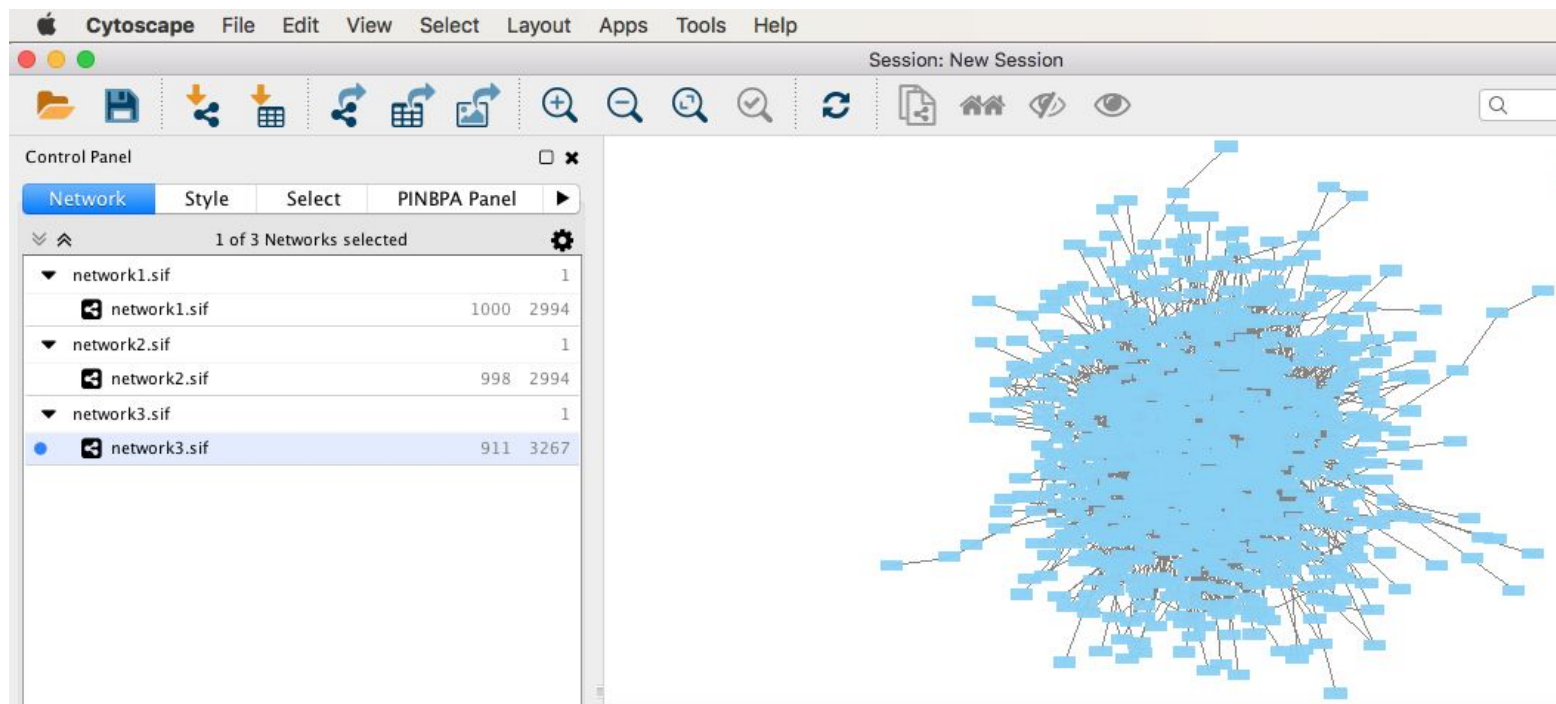 Cytoscape File Edit View Select Layout Apps Tools Help
Session: New Session
Control Panel
Network Style Select PINBPA Panel
1 of 3 Networks selected
network1.sif 1
network1.sif 1000 2994
network2.sif 1
network2.sif 998 2994
network3.sif 1
network3.sif 911 3267